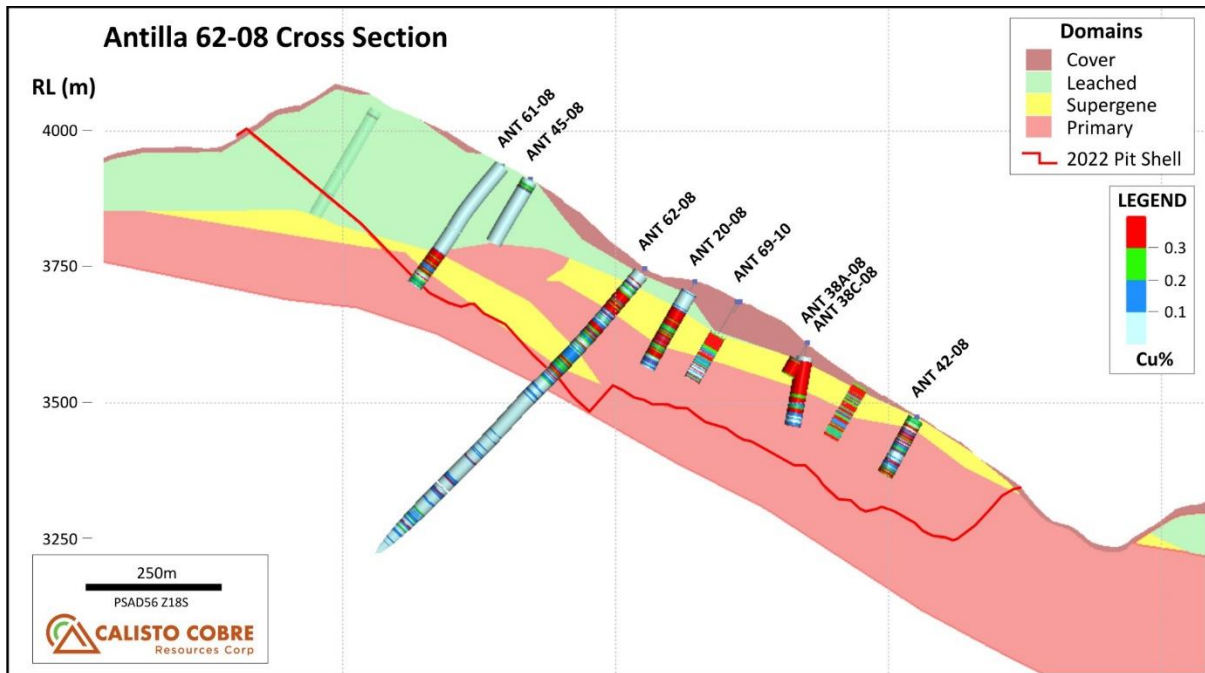 Antilla 62-08 Cross Section
RL (m)
4000
3750
3500
3250
ANT 61-08
ANT 45-08
ANT 62-08
ANT 20-08
ANT 69-10
ANT 38A-08
ANT 38C-08
ANT 42-08
Domains
Cover
Leached
Supergene
Primary
2022 Pit Shell
LEGEND
0.3
0.2
0.1
Cu%
250m
PSAD56 Z18S
CALISTO COBRE
Resources Corp